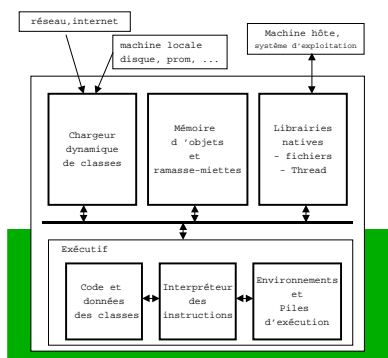 réseau,internet
machine locale
disque, prom, ...
Machine hôte,
système d'exploitation
Chargeur
dynamique
de classes
Mémoire
d 'objets
et
ramasse-miettes
Librairies
natives
- fichiers
- Thread
Exécutif
Code et
données
des classes
Interpréteur
des
instructions
Environnements
et
Piles
d'exécution